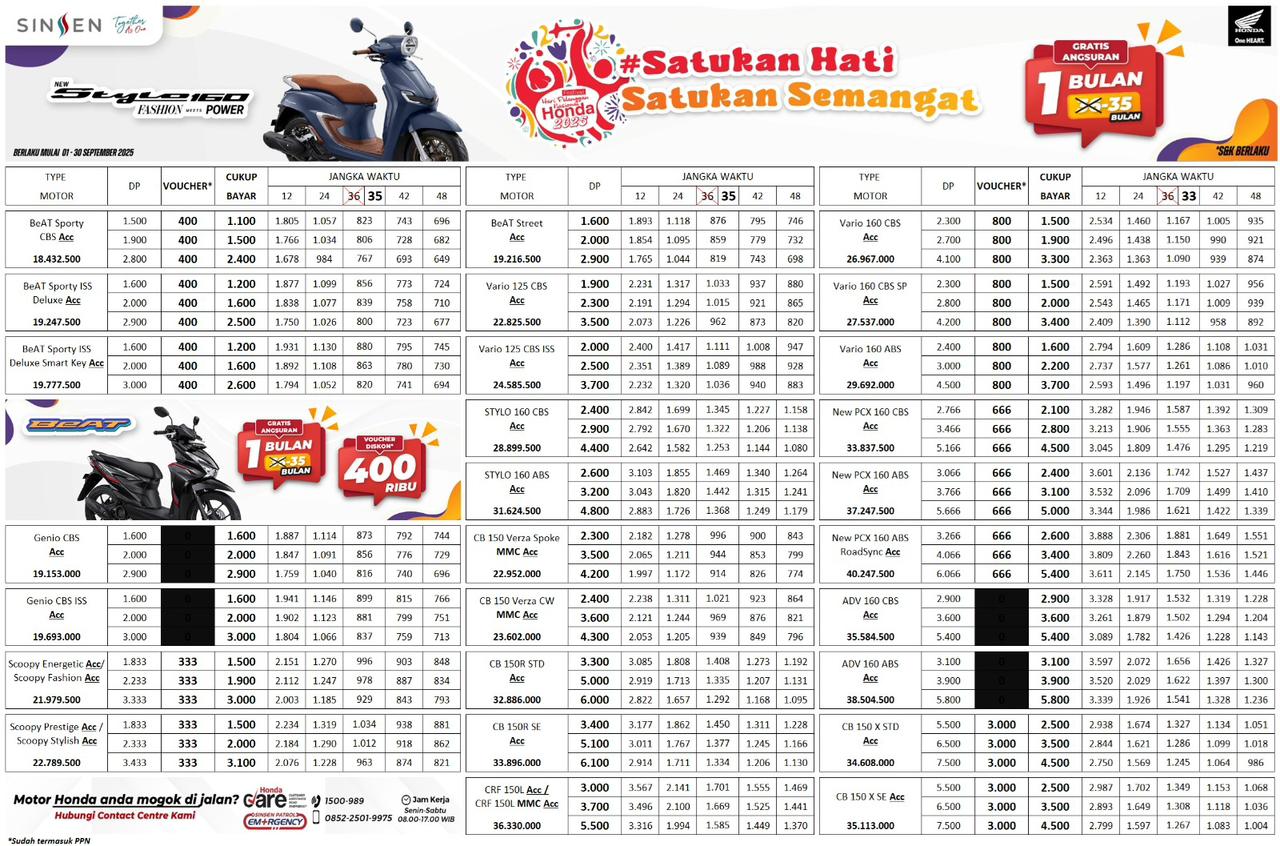 SINSEN Together As One
NEW Stylo160
FASHION MEETS POWER
BERLAKU MULAI 01 - 30 SEPTEMBER 2025
Festival
Hari Pelanggan
Nasional
Honda
2025
#Satukan Hati
Satukan Semangat
GRATIS
ANGSURAN
1 BULAN
X-35
BULAN
*S&K BERLAKU
HONDA
One HEART.
TYPE MOTOR DP VOUCHER* CUKUP BAYAR JANGKA WAKTU
12 24 36 35 42 48
BeAT Sporty CBS Acc 18.432.500
1.500 400 1.100 1.805 1.057 823 743 696
1.900 400 1.500 1.766 1.034 806 728 682
2.800 400 2.400 1.678 984 767 693 649
BeAT Sporty ISS Deluxe Acc 19.247.500
1.600 400 1.200 1.877 1.099 856 773 724
2.000 400 1.600 1.838 1.077 839 758 710
2.900 400 2.500 1.750 1.026 800 723 677
BeAT Sporty ISS Deluxe Smart Key Acc 19.777.500
1.600 400 1.200 1.931 1.130 880 795 745
2.000 400 1.600 1.892 1.108 863 780 730
3.000 400 2.600 1.794 1.052 820 741 694
BeAT
GRATIS
ANGSURAN
1 BULAN
X-35
BULAN
VOUCHER
DISKON*
400
RIBU
Genio CBS Acc 19.153.000
1.600 0 1.600 1.887 1.114 873 792 744
2.000 0 2.000 1.847 1.091 856 776 729
2.900 0 2.900 1.759 1.040 816 740 696
Genio CBS ISS Acc 19.693.000
1.600 0 1.600 1.941 1.146 899 815 766
2.000 0 2.000 1.902 1.123 881 799 751
3.000 0 3.000 1.804 1.066 837 759 713
Scoopy Energetic Acc/ Scoopy Fashion Acc 21.979.500
1.833 333 1.500 2.151 1.270 996 903 848
2.233 333 1.900 2.112 1.247 978 887 834
3.333 333 3.000 2.003 1.185 929 843 793
Scoopy Prestige Acc / Scoopy Stylish Acc 22.789.500
1.833 333 1.500 2.234 1.319 1.034 938 881
2.333 333 2.000 2.184 1.290 1.012 918 862
3.433 333 3.100 2.076 1.228 963 874 821
Motor Honda anda mogok di jalan?
Hubungi Contact Centre Kami
Honda Care
SINSEN PATROL
EMERGENCY
1500-989
0852-2501-9975
Jam Kerja
Senin-Sabtu
08.00-17.00 WIB
*Sudah termasuk PPN
TYPE MOTOR DP JANGKA WAKTU
12 24 36 35 42 48
BeAT Street Acc 19.216.500
1.600 1.893 1.118 876 795 746
2.000 1.854 1.095 859 779 732
2.900 1.765 1.044 819 743 698
Vario 125 CBS Acc 22.825.500
1.900 2.231 1.317 1.033 937 880
2.300 2.191 1.294 1.015 921 865
3.500 2.073 1.226 962 873 820
Vario 125 CBS ISS Acc 24.585.500
2.000 2.400 1.417 1.111 1.008 947
2.500 2.351 1.389 1.089 988 928
3.700 2.232 1.320 1.036 940 883
STYLO 160 CBS Acc 28.899.500
2.400 2.842 1.699 1.345 1.227 1.158
2.900 2.792 1.670 1.322 1.206 1.138
4.400 2.642 1.582 1.253 1.144 1.080
STYLO 160 ABS Acc 31.624.500
2.600 3.103 1.855 1.469 1.340 1.264
3.200 3.043 1.820 1.442 1.315 1.241
4.800 2.883 1.726 1.368 1.249 1.179
CB 150 Verza Spoke MMC Acc 22.952.000
2.300 2.182 1.278 996 900 843
3.500 2.065 1.211 944 853 799
4.200 1.997 1.172 914 826 774
CB 150 Verza CW MMC Acc 23.602.000
2.400 2.238 1.311 1.021 923 864
3.600 2.121 1.244 969 876 821
4.300 2.053 1.205 939 849 796
CB 150R STD Acc 32.886.000
3.300 3.085 1.808 1.408 1.273 1.192
5.000 2.919 1.713 1.335 1.207 1.131
6.000 2.822 1.657 1.292 1.168 1.095
CB 150R SE Acc 33.896.000
3.400 3.177 1.862 1.450 1.311 1.228
5.100 3.011 1.767 1.377 1.245 1.166
6.100 2.914 1.711 1.334 1.206 1.130
CRF 150L Acc / CRF 150L MMC Acc 36.330.000
3.000 3.567 2.141 1.701 1.555 1.469
3.700 3.496 2.100 1.669 1.525 1.441
5.500 3.316 1.994 1.585 1.449 1.370
TYPE MOTOR DP VOUCHER* CUKUP BAYAR JANGKA WAKTU
12 24 36 33 42 48
Vario 160 CBS Acc 26.967.000
2.300 800 1.500 2.534 1.460 1.167 1.005 935
2.700 800 1.900 2.496 1.438 1.150 990 921
4.100 800 3.300 2.363 1.363 1.090 939 874
Vario 160 CBS SP Acc 27.537.000
2.300 800 1.500 2.591 1.492 1.193 1.027 956
2.800 800 2.000 2.543 1.465 1.171 1.009 939
4.200 800 3.400 2.409 1.390 1.112 958 892
Vario 160 ABS Acc 29.692.000
2.400 800 1.600 2.794 1.609 1.286 1.108 1.031
3.000 800 2.200 2.737 1.577 1.261 1.086 1.010
4.500 800 3.700 2.593 1.496 1.197 1.031 960
New PCX 160 CBS Acc 33.837.500
2.766 666 2.100 3.282 1.946 1.587 1.392 1.309
3.466 666 2.800 3.213 1.906 1.555 1.363 1.283
5.166 666 4.500 3.045 1.809 1.476 1.295 1.219
New PCX 160 ABS Acc 37.247.500
3.066 666 2.400 3.601 2.136 1.742 1.527 1.437
3.766 666 3.100 3.532 2.096 1.709 1.499 1.410
5.666 666 5.000 3.344 1.986 1.621 1.422 1.339
New PCX 160 ABS RoadSync Acc 40.247.500
3.266 666 2.600 3.888 2.306 1.881 1.649 1.551
4.066 666 3.400 3.809 2.260 1.843 1.616 1.521
6.066 666 5.400 3.611 2.145 1.750 1.536 1.446
ADV 160 CBS Acc 35.584.500
2.900 0 2.900 3.328 1.917 1.532 1.319 1.228
3.600 0 3.600 3.261 1.879 1.502 1.294 1.204
5.400 0 5.400 3.089 1.782 1.426 1.228 1.143
ADV 160 ABS Acc 38.504.500
3.100 0 3.100 3.597 2.072 1.656 1.426 1.327
3.900 0 3.900 3.520 2.029 1.622 1.397 1.300
5.800 0 5.800 3.339 1.926 1.541 1.328 1.236
CB 150 X STD Acc 34.608.000
5.500 3.000 2.500 2.938 1.674 1.327 1.134 1.051
6.500 3.000 3.500 2.844 1.621 1.286 1.099 1.018
7.500 3.000 4.500 2.750 1.569 1.245 1.064 986
CB 150 X SE Acc 35.113.000
5.500 3.000 2.500 2.987 1.702 1.349 1.153 1.068
6.500 3.000 3.500 2.893 1.649 1.308 1.118 1.036
7.500 3.000 4.500 2.799 1.597 1.267 1.083 1.004